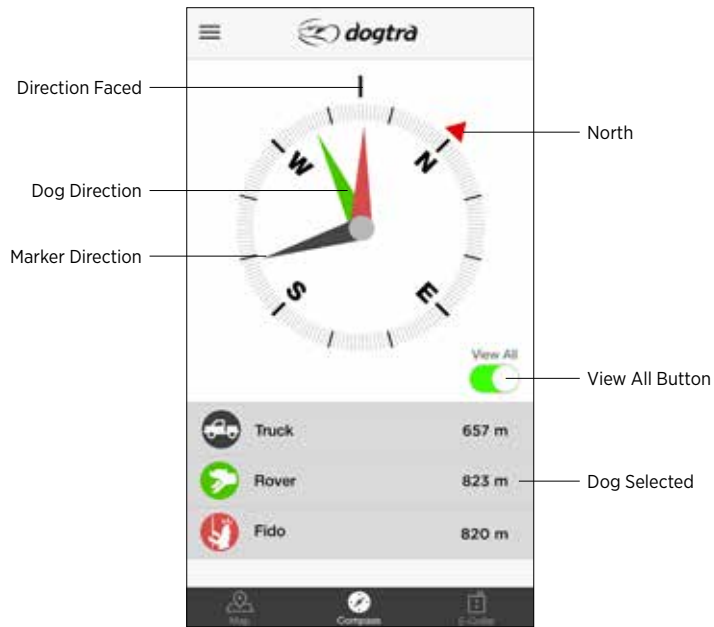 dogtra
Direction Faced
North
N
W
Dog Direction
Marker Direction
S
E
View All
View All Button
Truck 657 m
Rover 823 m
Dog Selected
Fido 820 m
Map Compass E-Collar